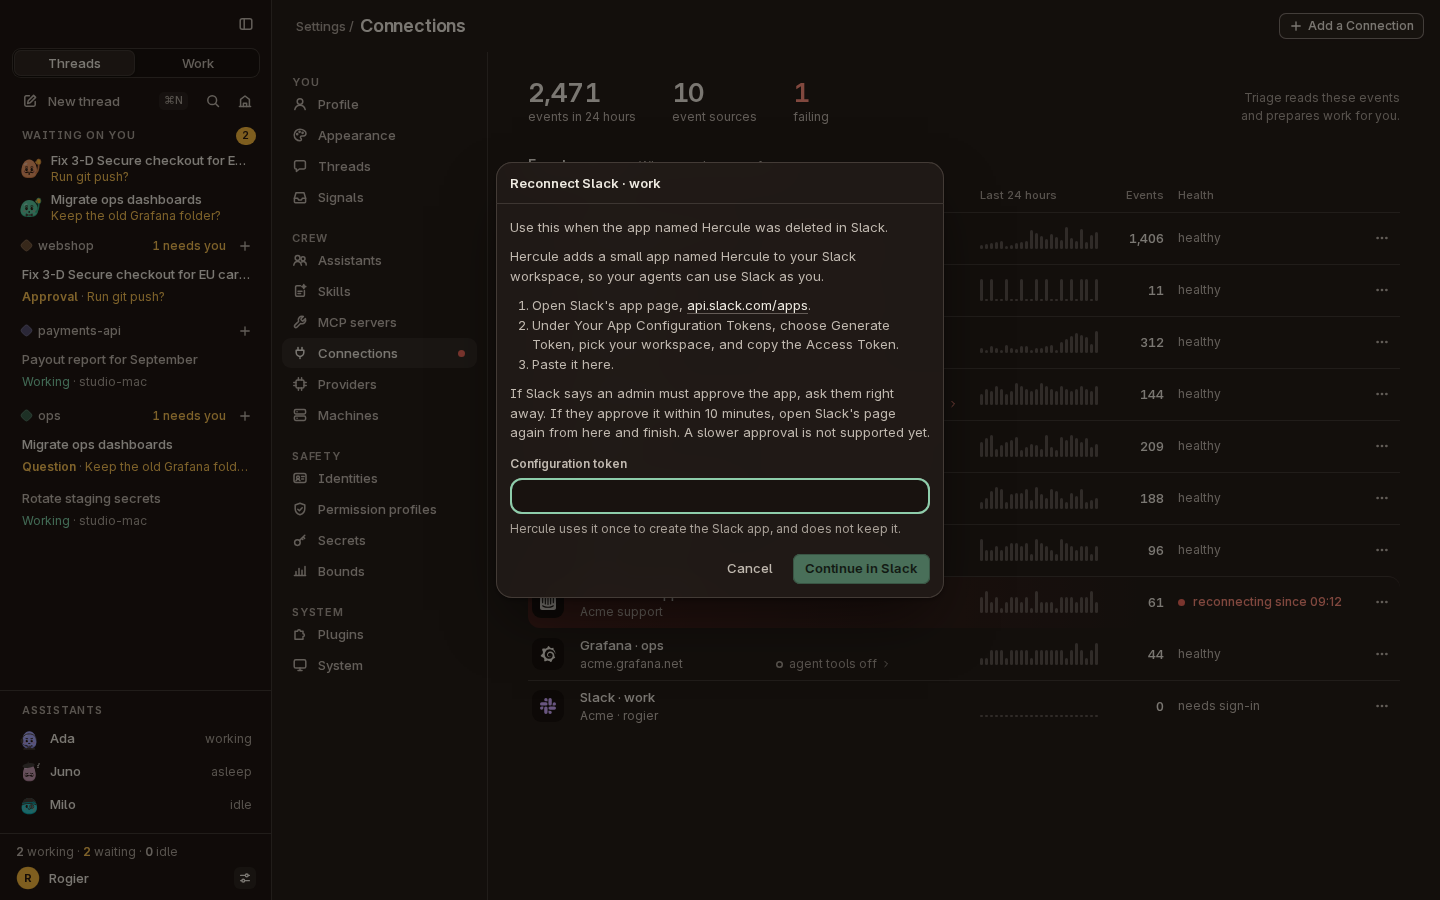 Settings / Connections
Add a Connection
Threads
Work
New thread
⌘N
WAITING ON YOU
2
Fix 3-D Secure checkout for E…
Run git push?
Migrate ops dashboards
Keep the old Grafana folder?
webshop
1 needs you
Fix 3-D Secure checkout for EU car…
Approval · Run git push?
payments-api
Payout report for September
Working · studio-mac
ops
1 needs you
Migrate ops dashboards
Question · Keep the old Grafana fold…
Rotate staging secrets
Working · studio-mac
ASSISTANTS
Ada
working
Juno
asleep
Milo
idle
2 working · 2 waiting · 0 idle
R
Rogier
YOU
Profile
Appearance
Threads
Signals
CREW
Assistants
Skills
MCP servers
Connections
Providers
Machines
SAFETY
Identities
Permission profiles
Secrets
Bounds
SYSTEM
Plugins
System
2,471
events in 24 hours
10
event sources
1
failing
Triage reads these events
and prepares work for you.
Last 24 hours
Events
Health
1,406
healthy
11
healthy
312
healthy
144
healthy
209
healthy
188
healthy
96
healthy
Acme support
61
reconnecting since 09:12
Grafana · ops
acme.grafana.net
agent tools off
44
healthy
Slack · work
Acme · rogier
0
needs sign-in
Reconnect Slack · work
Use this when the app named Hercule was deleted in Slack.
Hercule adds a small app named Hercule to your Slack
workspace, so your agents can use Slack as you.
1. Open Slack's app page, api.slack.com/apps.
2. Under Your App Configuration Tokens, choose Generate
Token, pick your workspace, and copy the Access Token.
3. Paste it here.
If Slack says an admin must approve the app, ask them right
away. If they approve it within 10 minutes, open Slack's page
again from here and finish. A slower approval is not supported yet.
Configuration token
Hercule uses it once to create the Slack app, and does not keep it.
Cancel
Continue in Slack